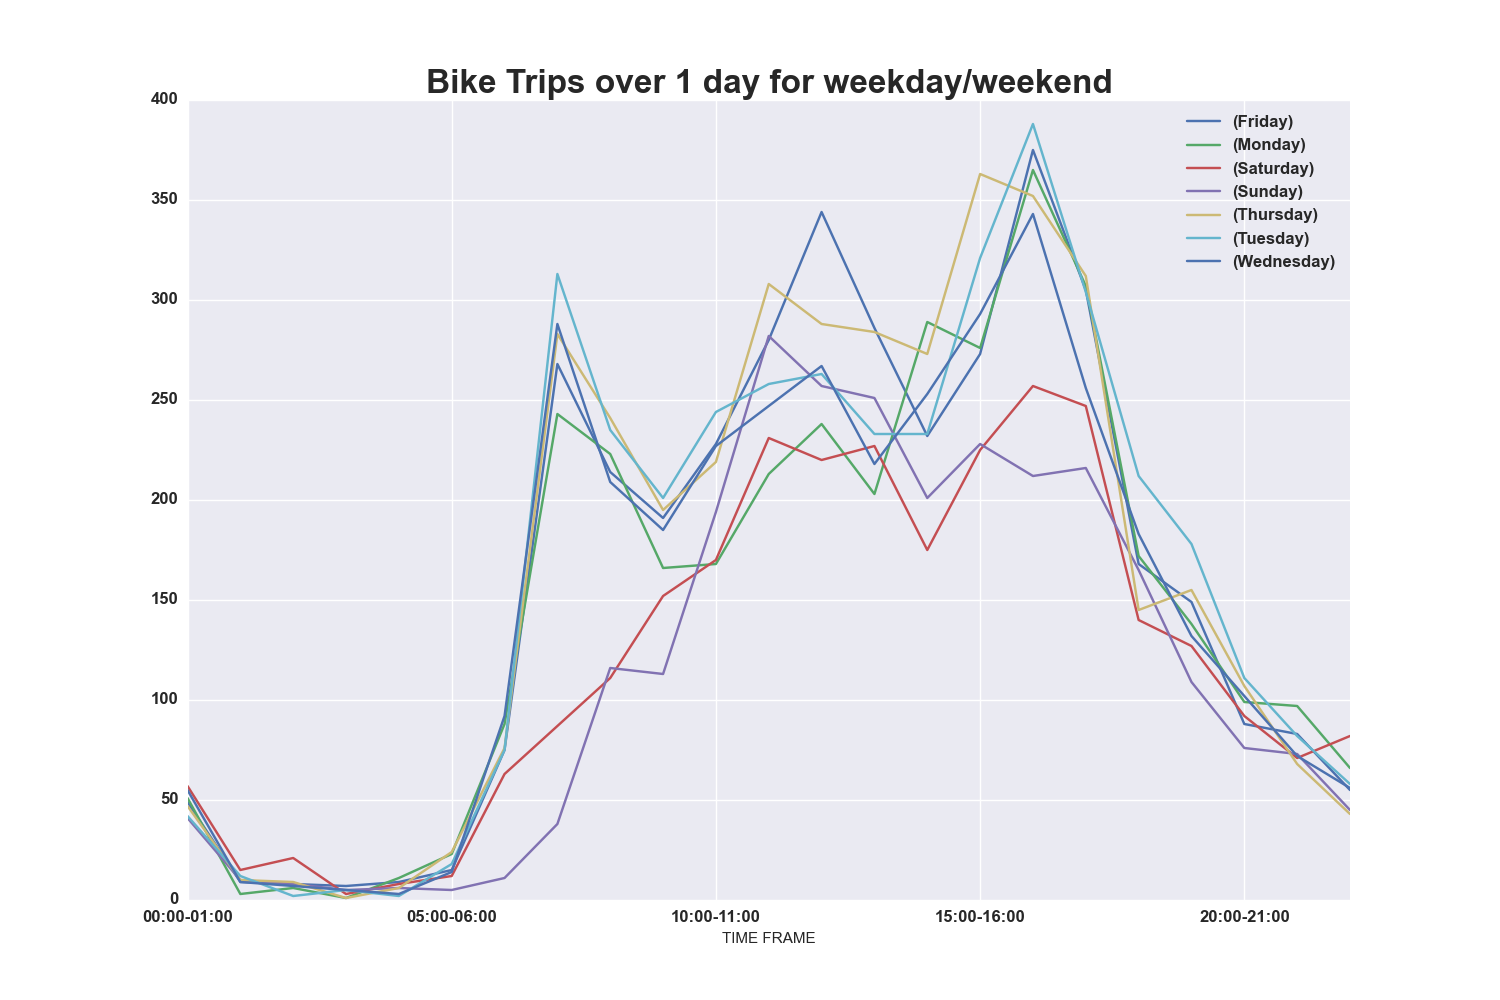 Bike Trips over 1 day for weekday/weekend
400
350
300
250
200
150
100
50
0
(Friday)
(Monday)
(Saturday)
(Sunday)
(Thursday)
(Tuesday)
(Wednesday)
00:00-01:00 05:00-06:00 10:00-11:00 15:00-16:00 20:00-21:00
TIME FRAME